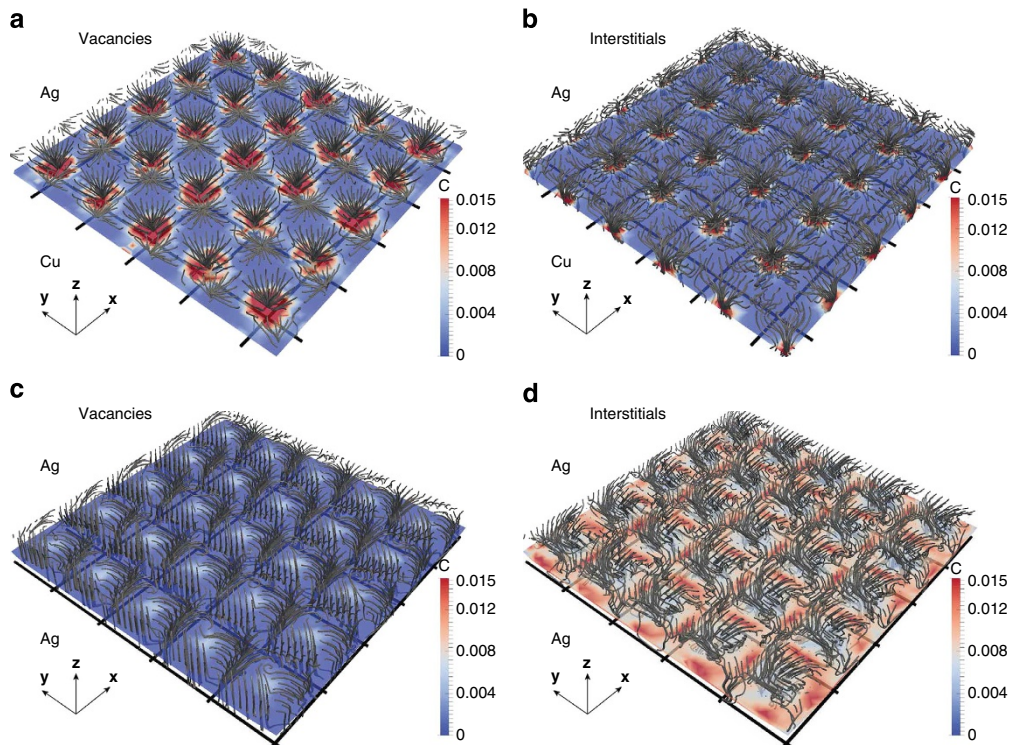 a
Vacancies
Ag
C
0.015
0.012
0.008
0.004
0
Cu
y
z
x
b
Interstitials
Ag
C
0.015
0.012
0.008
0.004
0
Cu
y
z
x
c
Vacancies
Ag
C
0.015
0.012
0.008
0.004
0
Ag
y
z
x
d
Interstitials
Ag
C
0.015
0.012
0.008
0.004
0
Ag
y
z
x